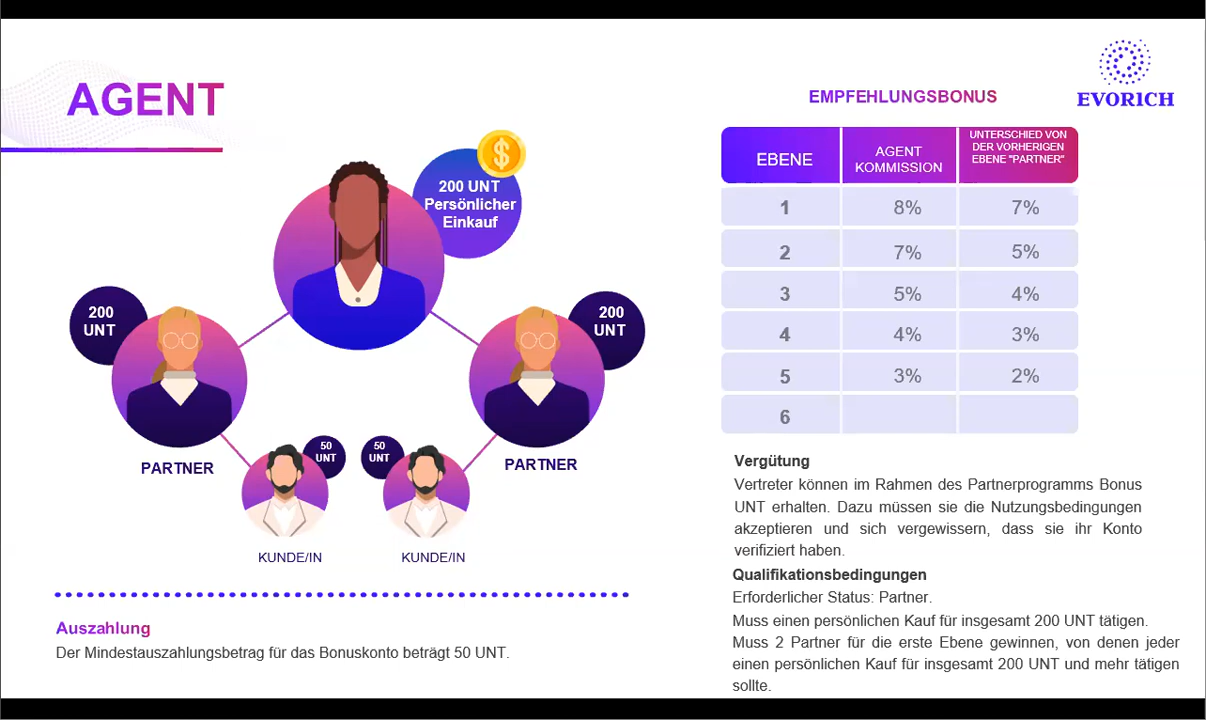 AGENT
200 UNT
Persönlicher
Einkauf
200
UNT
200
UNT
PARTNER
PARTNER
50
UNT
50
UNT
KUNDE/IN
KUNDE/IN
Auszahlung
Der Mindestauszahlungsbetrag für das Bonuskonto beträgt 50 UNT.
EVORICH
EMPFEHLUNGSBONUS
EBENE AGENT KOMMISSION UNTERSCHIED VON DER VORHERIGEN EBENE "PARTNER"
1 8% 7%
2 7% 5%
3 5% 4%
4 4% 3%
5 3% 2%
6
Vergütung
Vertreter können im Rahmen des Partnerprogramms Bonus
UNT erhalten. Dazu müssen sie die Nutzungsbedingungen
akzeptieren und sich vergewissern, dass sie ihr Konto
verifiziert haben.
Qualifikationsbedingungen
Erforderlicher Status: Partner.
Muss einen persönlichen Kauf für insgesamt 200 UNT tätigen.
Muss 2 Partner für die erste Ebene gewinnen, von denen jeder
einen persönlichen Kauf für insgesamt 200 UNT und mehr tätigen
sollte.